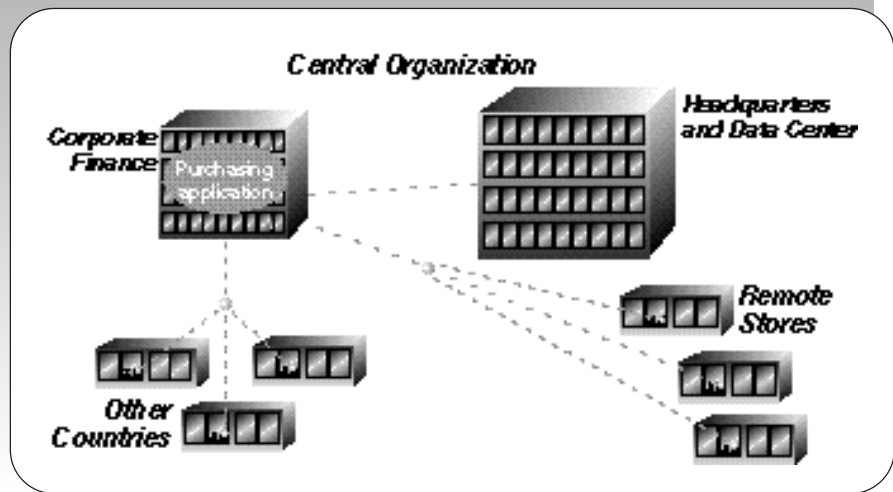 Central Organization
Corporate
Finance
Purchasing
application
Headquarters
and Data Center
Remote
Stores
Other
Countries